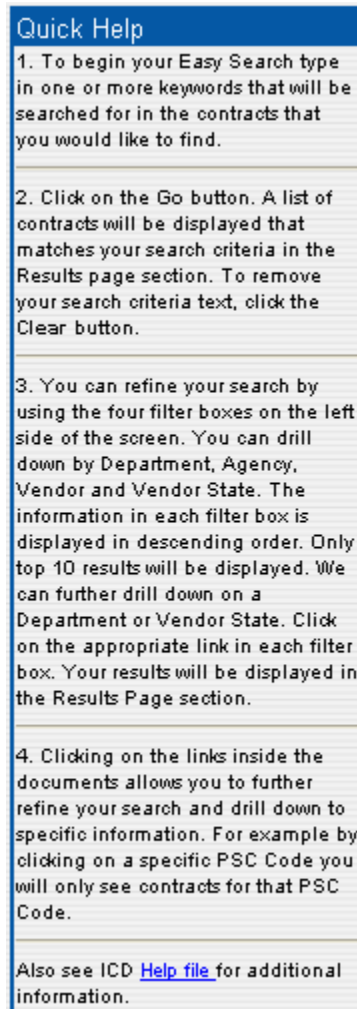 Quick Help
1. To begin your Easy Search type
in one or more keywords that will be
searched for in the contracts that
you would like to find.
2. Click on the Go button. A list of
contracts will be displayed that
matches your search criteria in the
Results page section. To remove
your search criteria text, click the
Clear button.
3. You can refine your search by
using the four filter boxes on the left
side of the screen. You can drill
down by Department, Agency,
Vendor and Vendor State. The
information in each filter box is
displayed in descending order. Only
top 10 results will be displayed. We
can further drill down on a
Department or Vendor State. Click
on the appropriate link in each filter
box. Your results will be displayed in
the Results Page section.
4. Clicking on the links inside the
documents allows you to further
refine your search and drill down to
specific information. For example by
clicking on a specific PSC Code you
will only see contracts for that PSC
Code.
Also see ICD Help file for additional
information.